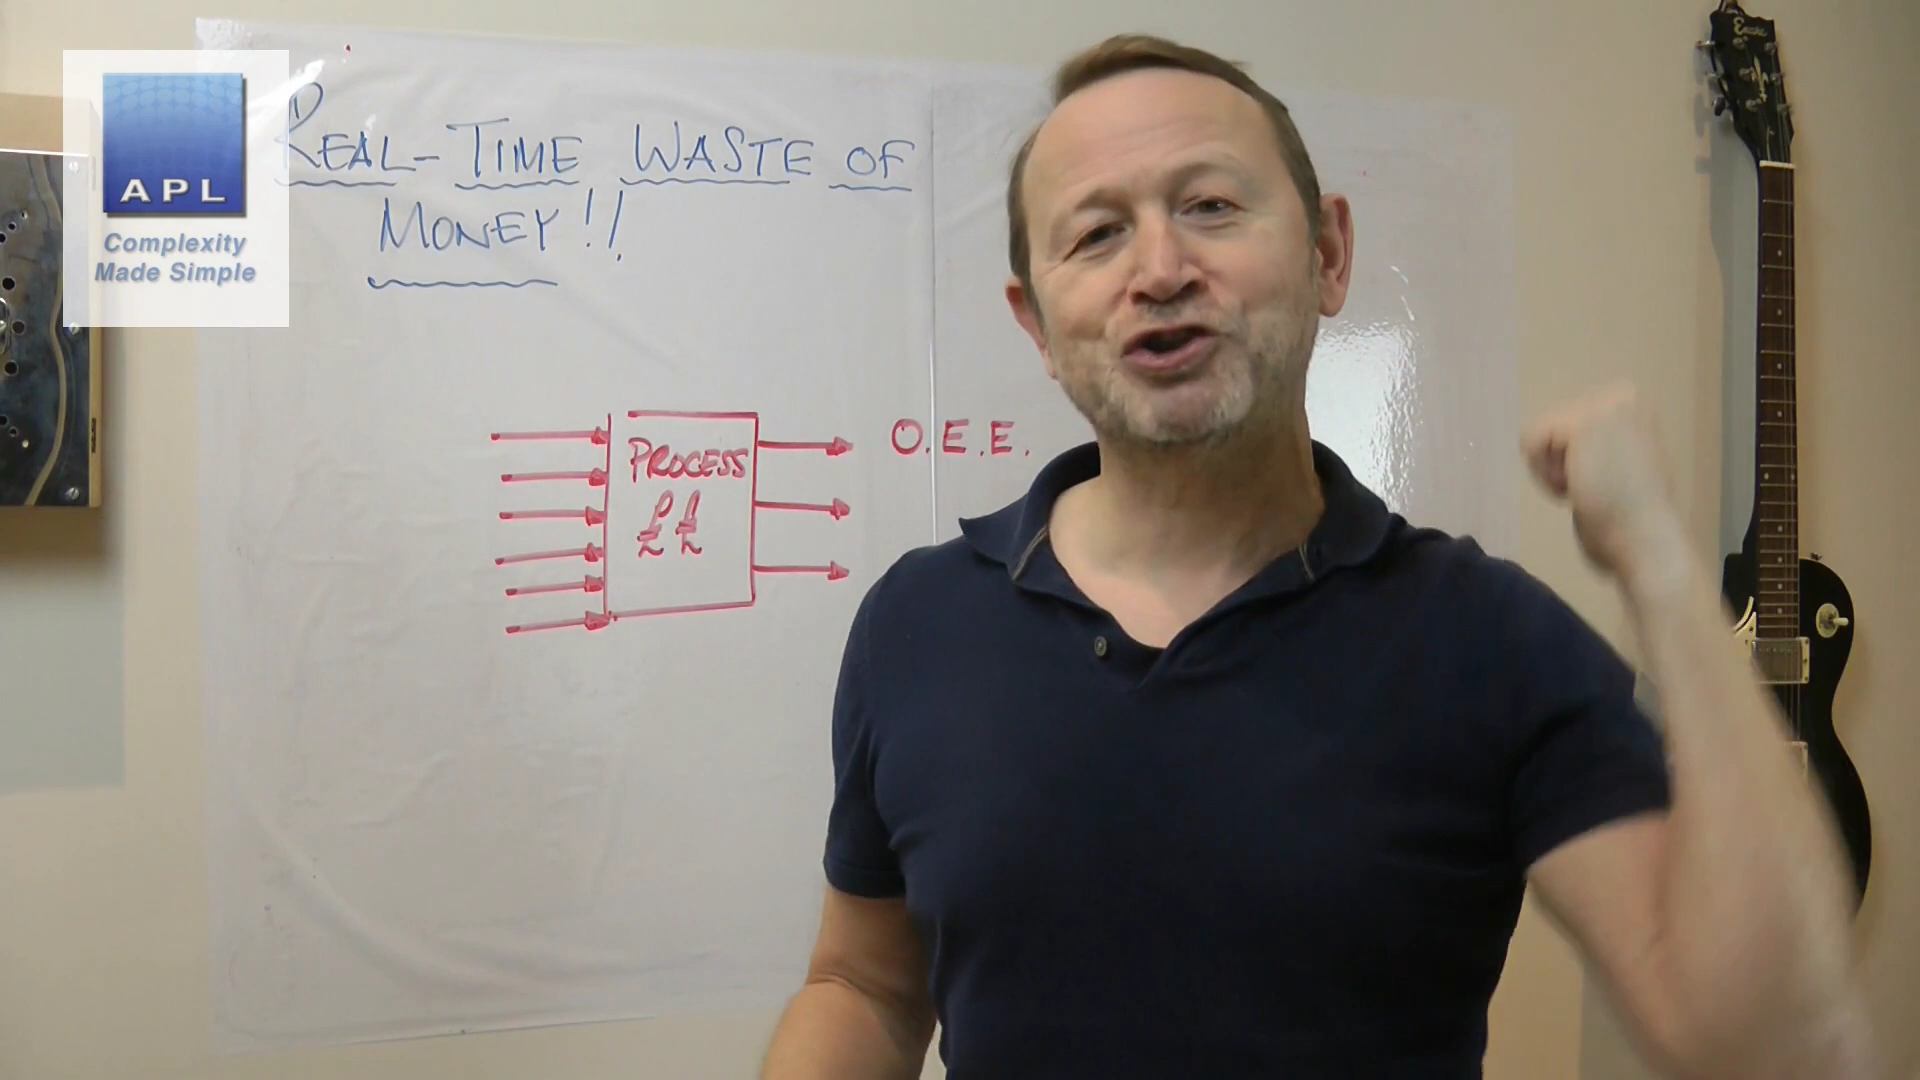 APL
Complexity
Made Simple
REAL-TIME WASTE OF
MONEY!!
PROCESS
££
O.E.E.